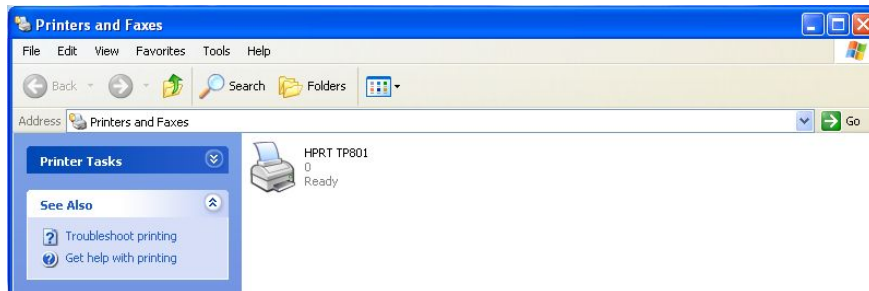 Printers and Faxes
File Edit View Favorites Tools Help
Back Search Folders
Address Printers and Faxes Go
Printer Tasks
See Also
Troubleshoot printing
Get help with printing
HPRT TP801
0
Ready